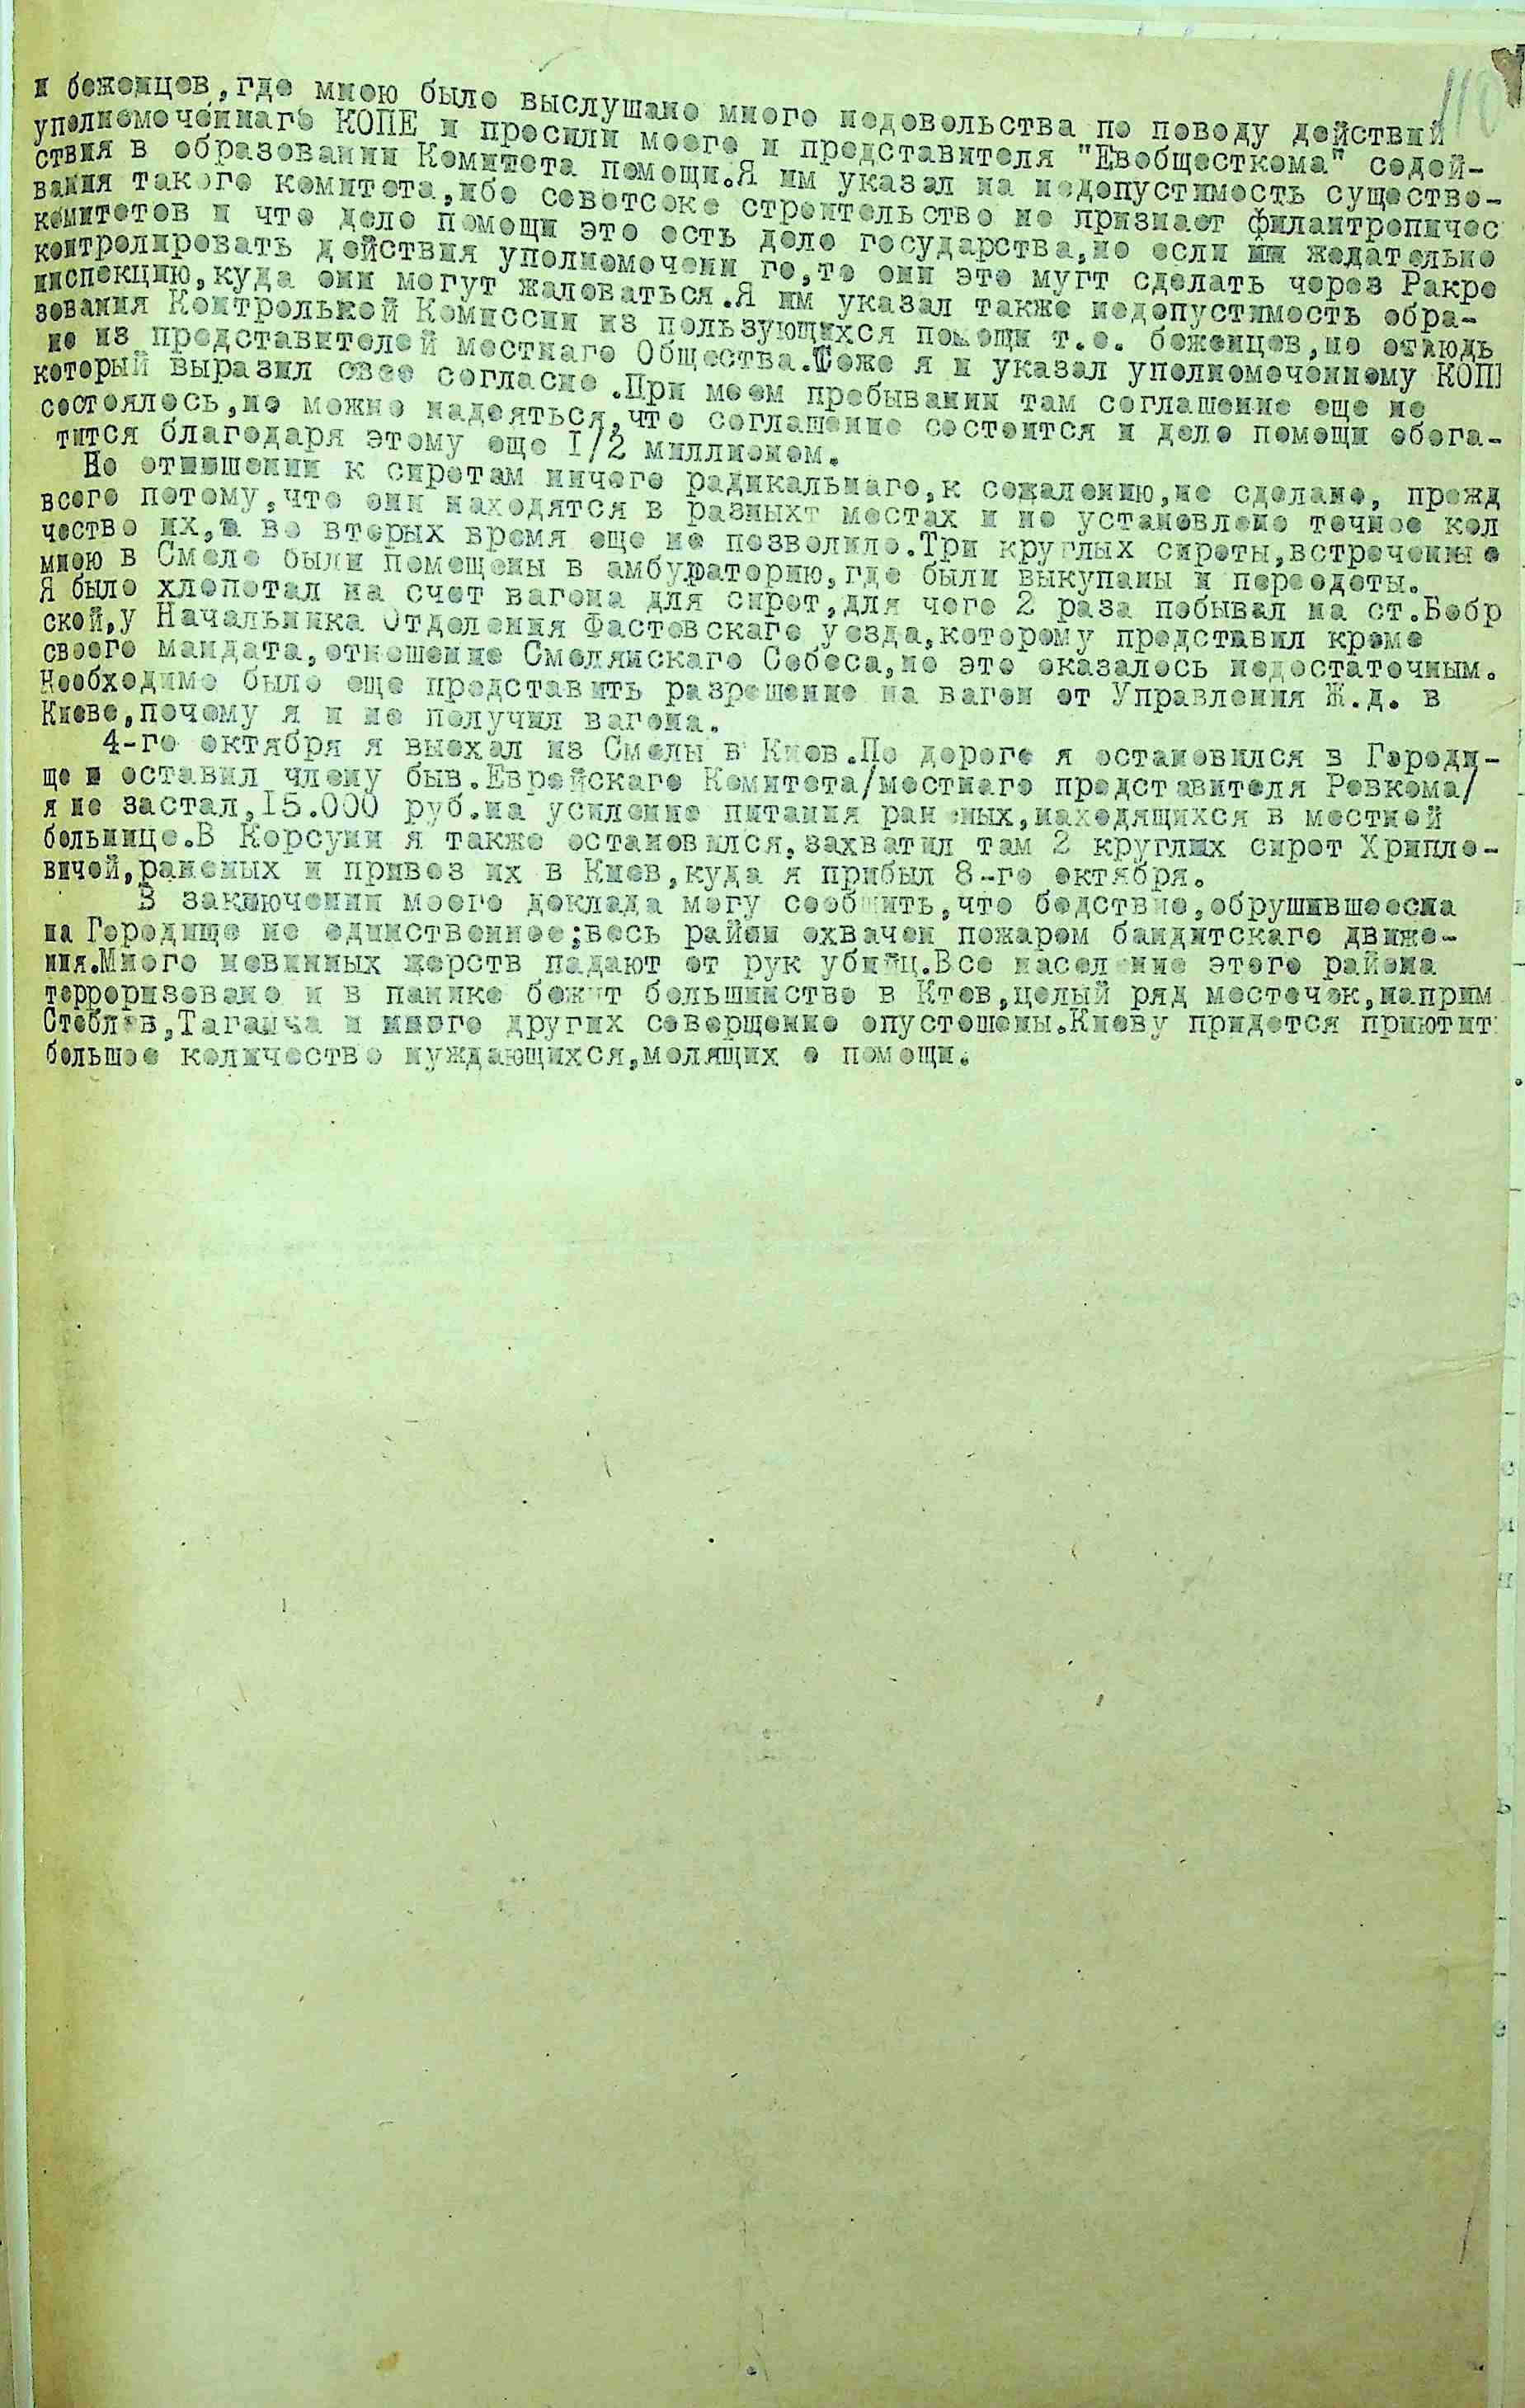 118
и беженцев,где мною было выслушано много недовольства по поводу действий
уполномоченнаго КОПЕ и просили моего и представителя "Евобщесткома" содей-
ствия в образовании Комитета помощи.Я им указал на недопустимость существо-
вания такого комитета,ибо советсоке строительство не признает филантропичес
комитетов и что дело помощи это есть дело государства,но если им желательно
контролировать действия уполномочени го,то они это мугт сделать через Ракро
инспекцию,куда они могут жаловаться.Я им указал также недопустимость обра-
зования Контрольной Комиссии из пользующихся помощи т.е. беженцев,но отнюдь
не из представителей местнаго Общества.Тоже я и указал уполномоченному КОПЕ
который выразил свое согласие.При моем пребывании там соглашение еще не
состоялось,но можно надеяться,что соглашение состоится и дело помощи обога-
тится благодаря этому еще I/2 миллионом.
По отношении к сиротам ничего радикальнаго,к сожалению,не сделано, прежд
всего потому,что они находятся в разныхт местах и не установлено точное кол
чество их,а во вторых время еще не позволило.Три круглых сироты,встреченные
мною в Смеле были помещены в амбураторию,где были выкупаны и переодеты.
Я было хлопотал на счет вагона для сирот,для чего 2 раза побывал на ст.Бобр
ской,у Начальника Отделения Фастовскаго уезда,которому представил кроме
своего мандата,отношение Смелянскаго Собеса,но это оказалось недостаточным.
Необходимо было еще представить разрешение на вагон от Управления Ж.д. в
Киеве,почему я и не получил вагона.
4-го октября я выехал из Смелы в Киев.По дороге я остановился в Городи-
ще и оставил члену быв.Еврейскаго Комитета/местнаго представителя Ревкома/
я не застал,I5.000 руб.на усиление питания раненых,находящихся в местной
больнице.В Корсуни я также остановился,захватил там 2 круглых сирот Хрипло-
вичей,раненых и привез их в Киев,куда я прибыл 8-го октября.
В заключении моего доклада могу сообщить,что бедствие,обрушившееся
на Городище не единственное;весь район охвачен пожаром бандитскаго движе-
ния.Много невинных жерств падают от рук убийц.Все население этого района
терроризовано и в панике бежит большинство в Ктев,целый ряд местечек,наприм
Стеблев,Таганча и много других соверщенно опустошены.Киеву придется приютит
большое количество нуждающихся,молящих о помощи.